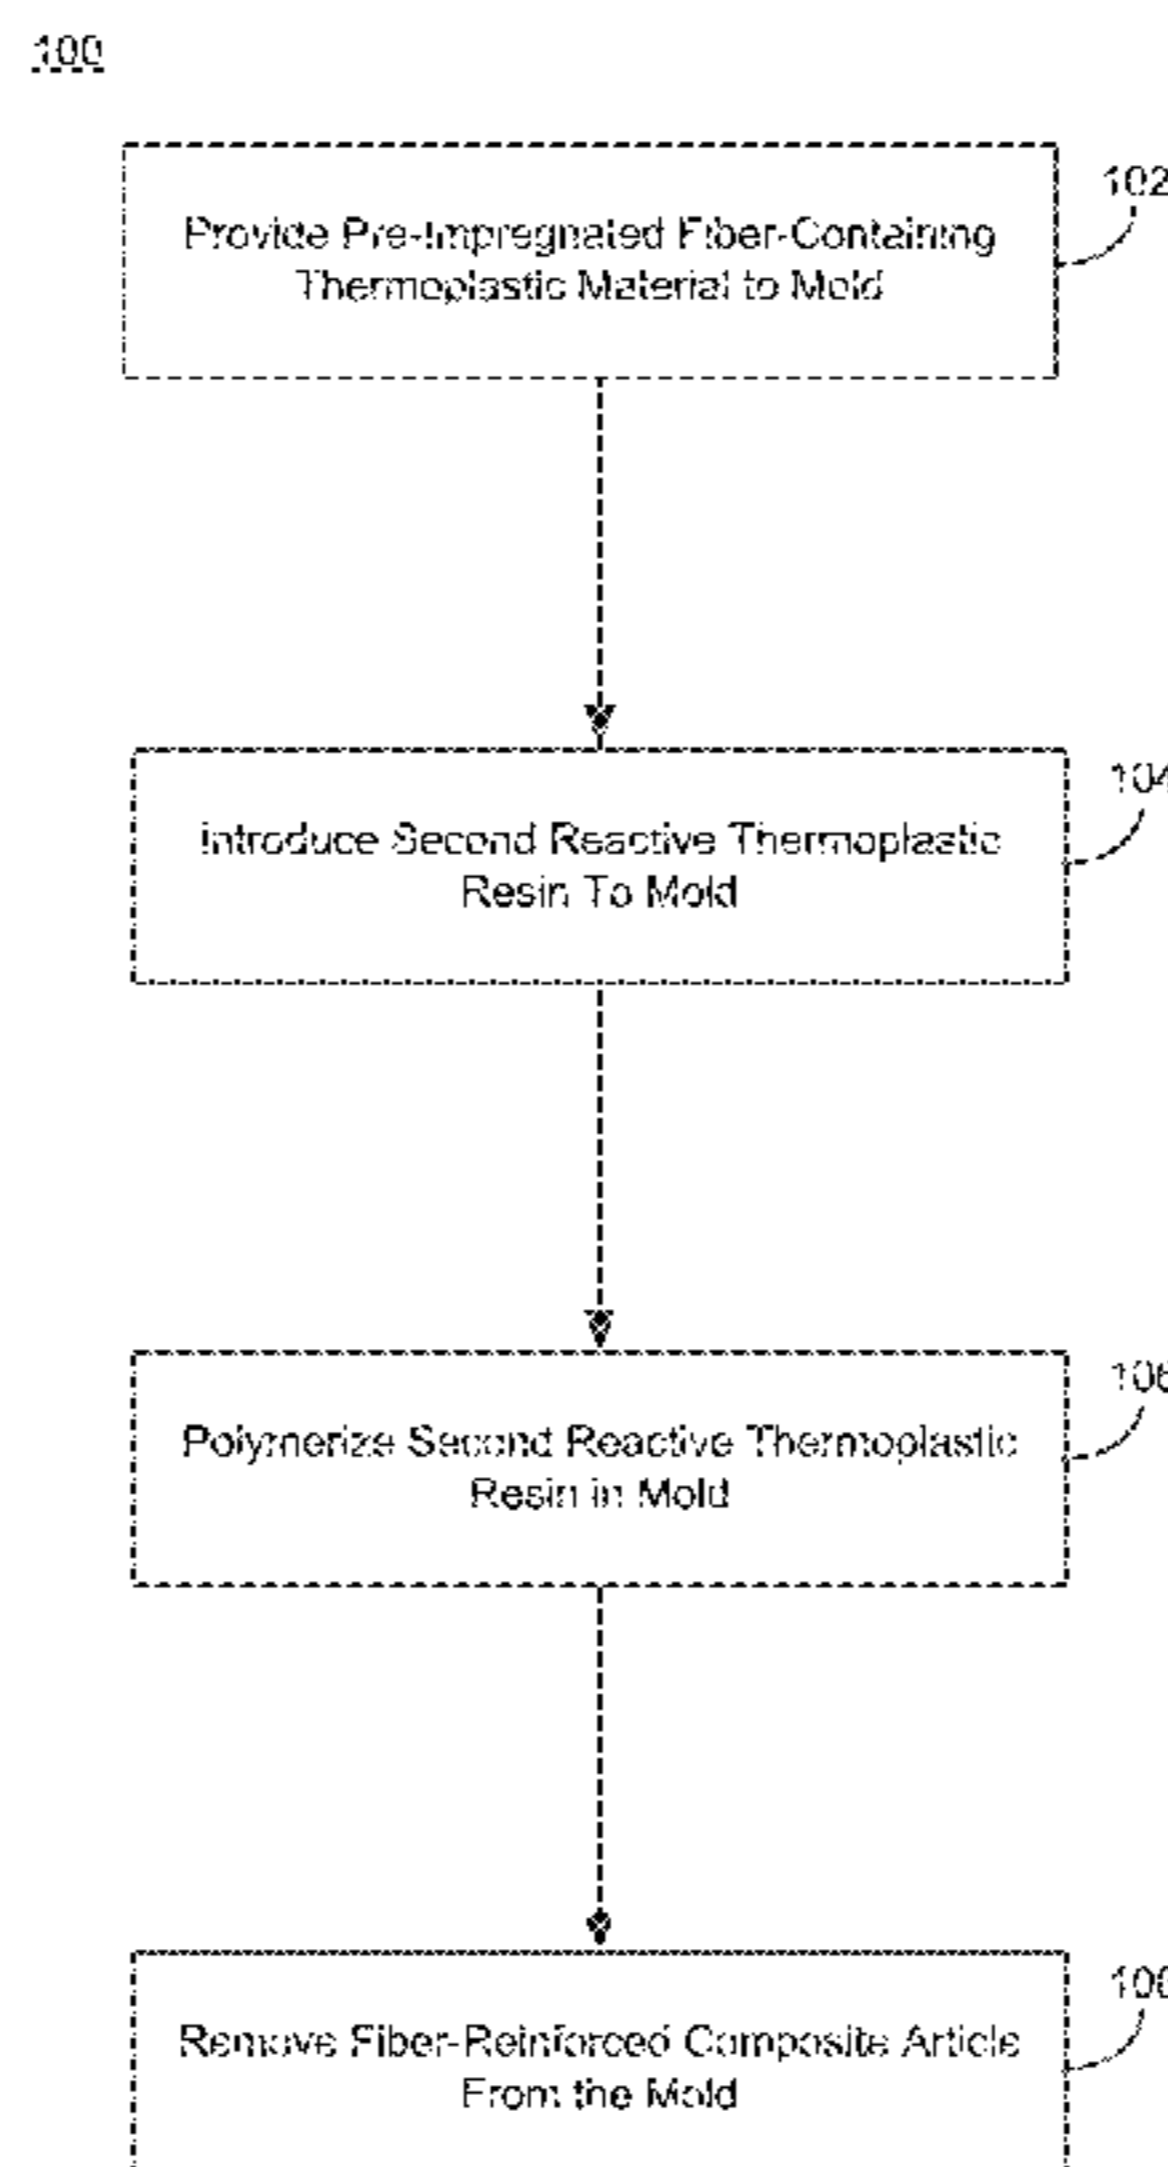 100
Provide Pre-Impregnated Fiber-Containing
Thermoplastic Material to Mold
102
Introduce Second Reactive Thermoplastic
Resin To Mold
104
Polymerize Second Reactive Thermoplastic
Resin in Mold
106
Remove Fiber-Reinforced Composite Article
From the Mold